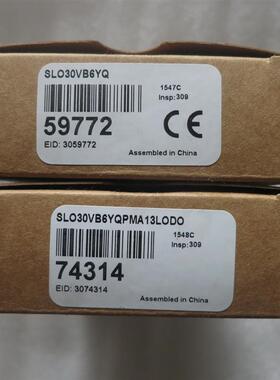 SLO30VB6YQ
1547C
Insp: 309
59772
CE
EID: 3059772
Assembled in China
SLO30VB6YQPMA13LODO
1548C
Insp: 309
74314
EID: 3074314
Assembled in China